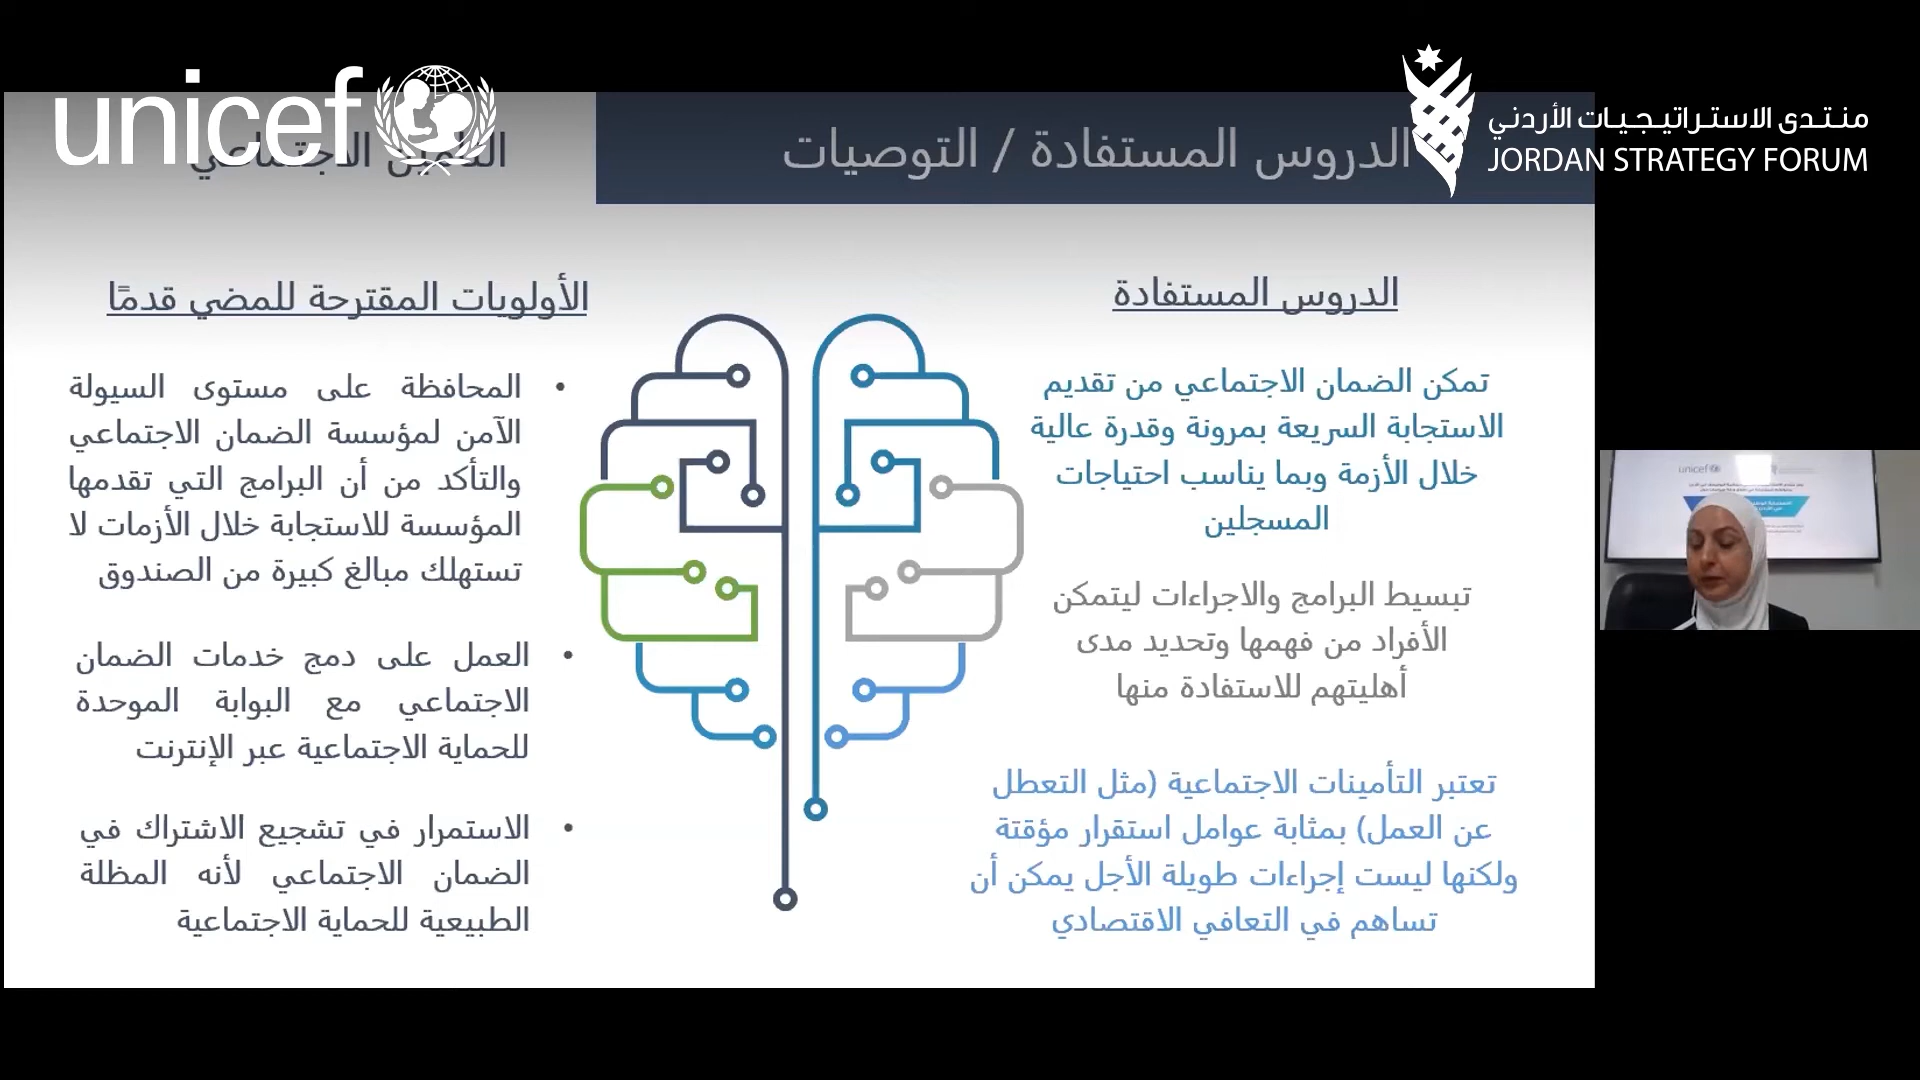 unicef
منتدى الاستراتيجيات الأردني
JORDAN STRATEGY FORUM
الدروس المستفادة / التوصيات
الاجتماعي
الدروس المستفادة
تمكن الضمان الاجتماعي من تقديم
الاستجابة السريعة بمرونة وقدرة عالية
خلال الأزمة وبما يناسب احتياجات
المسجلين
تبسيط البرامج والاجراءات ليتمكن
الأفراد من فهمها وتحديد مدى
أهليتهم للاستفادة منها
تعتبر التأمينات الاجتماعية (مثل التعطل
عن العمل) بمثابة عوامل استقرار مؤقتة
ولكنها ليست إجراءات طويلة الأجل يمكن أن
تساهم في التعافي الاقتصادي
الأولويات المقترحة للمضي قدمًا
• المحافظة على مستوى السيولة
الآمن لمؤسسة الضمان الاجتماعي
والتأكد من أن البرامج التي تقدمها
المؤسسة للاستجابة خلال الأزمات لا
تستهلك مبالغ كبيرة من الصندوق
• العمل على دمج خدمات الضمان
الاجتماعي مع البوابة الموحدة
للحماية الاجتماعية عبر الإنترنت
• الاستمرار في تشجيع الاشتراك في
الضمان الاجتماعي لأنه المظلة
الطبيعية للحماية الاجتماعية
unicef